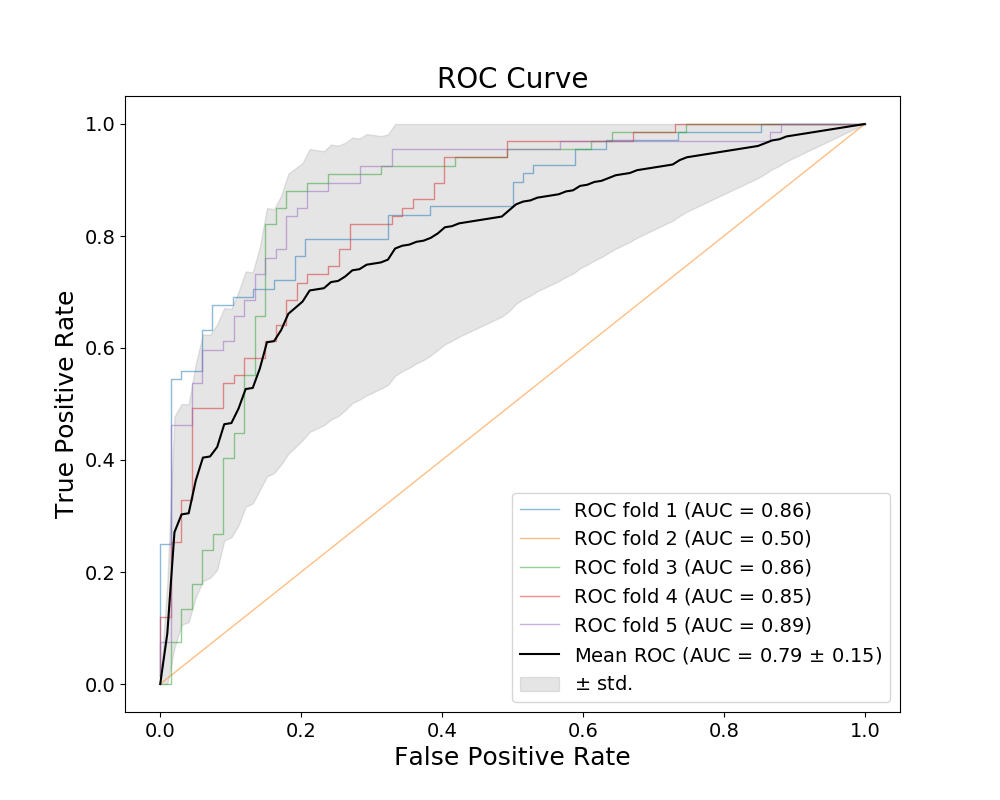 ROC Curve
True Positive Rate
1.0
0.8
0.6
0.4
0.2
0.0
ROC fold 1 (AUC = 0.86)
ROC fold 2 (AUC = 0.50)
ROC fold 3 (AUC = 0.86)
ROC fold 4 (AUC = 0.85)
ROC fold 5 (AUC = 0.89)
Mean ROC (AUC = 0.79 ± 0.15)
± std.
0.0 0.2 0.4 0.6 0.8 1.0
False Positive Rate